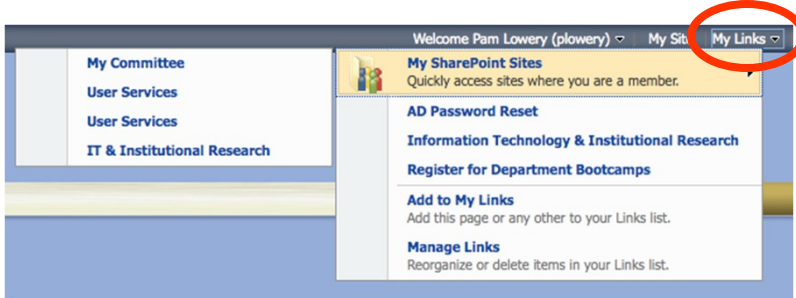 Welcome Pam Lowery (plowery)
My Sit
My Links
My Committee
User Services
User Services
IT & Institutional Research
My SharePoint Sites
Quickly access sites where you are a member.
AD Password Reset
Information Technology & Institutional Research
Register for Department Bootcamps
Add to My Links
Add this page or any other to your Links list.
Manage Links
Reorganize or delete items in your Links list.